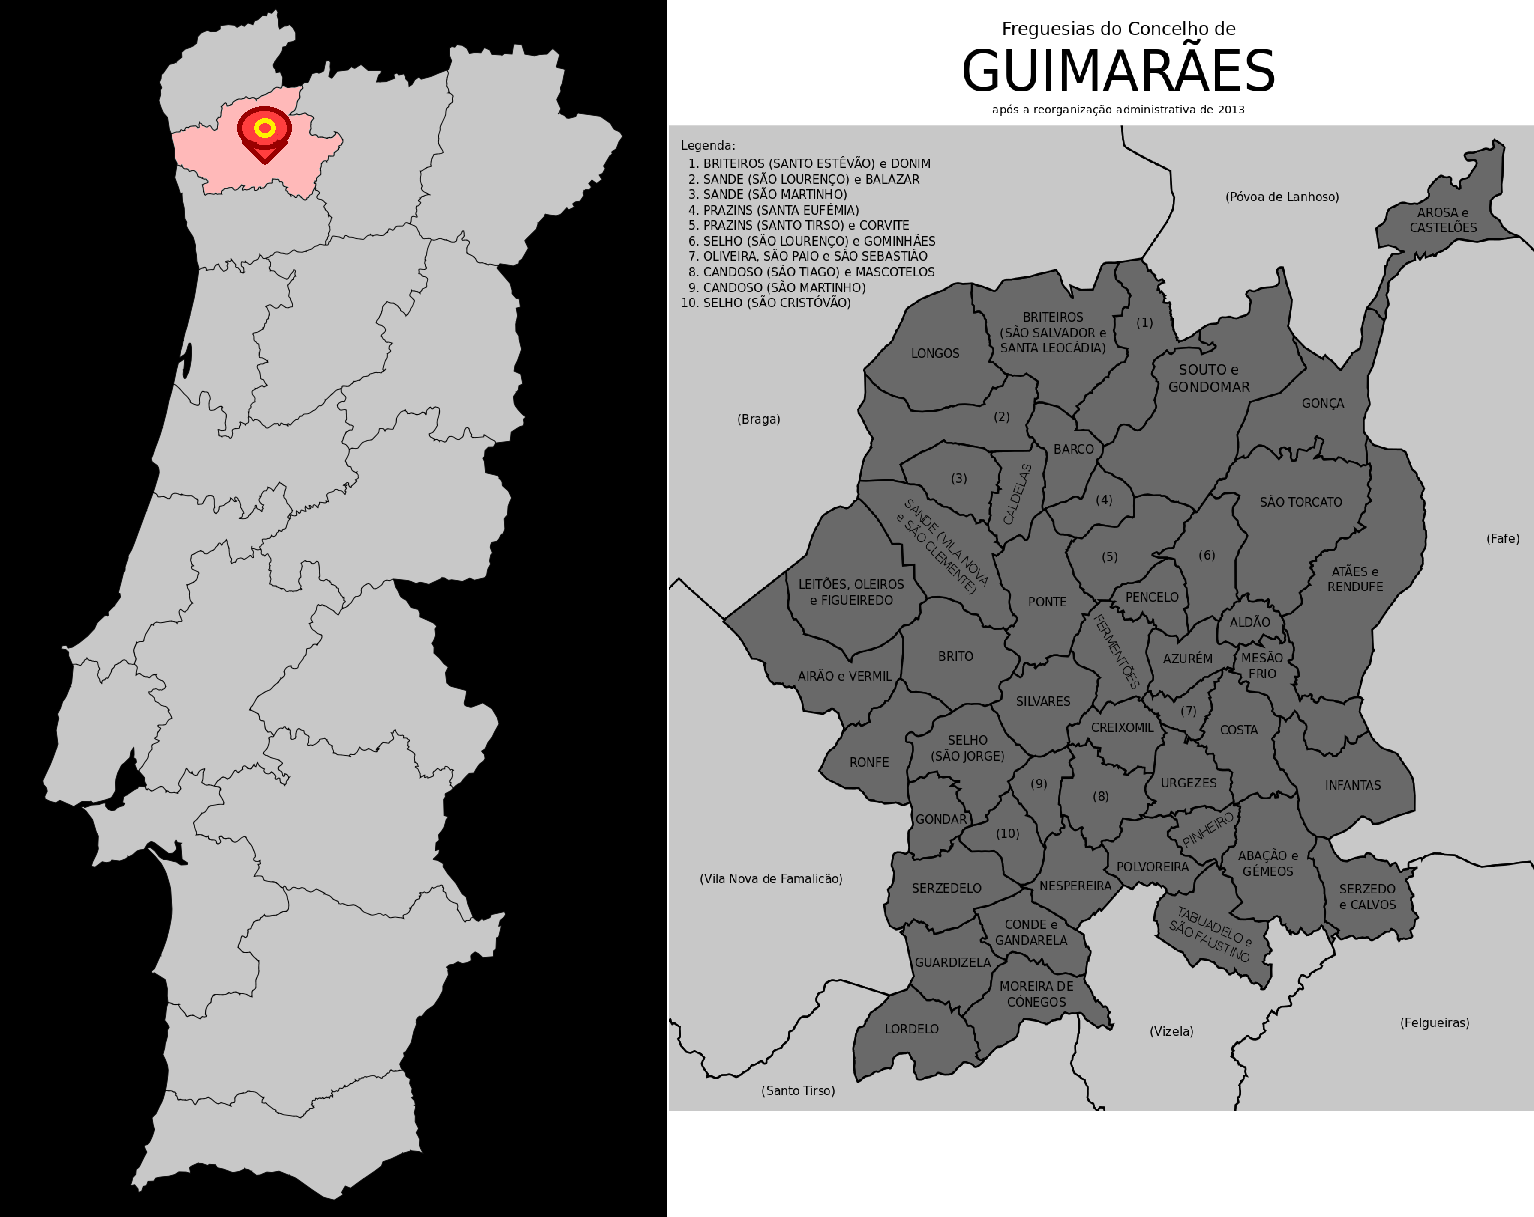 Freguesias do Concelho de
GUIMARÃES
após a reorganização administrativa de 2013
Legenda:
1. BRITEIROS (SANTO ESTÊVÃO) e DONIM
2. SANDE (SÃO LOURENÇO) e BALAZAR
3. SANDE (SÃO MARTINHO)
4. PRAZINS (SANTA EUFÉMIA)
5. PRAZINS (SANTO TIRSO) e CORVITE
6. SELHO (SÃO LOURENÇO) e GOMINHÃES
7. OLIVEIRA, SÃO PAIO e SÃO SEBASTIÃO
8. CANDOSO (SÃO TIAGO) e MASCOTELOS
9. CANDOSO (SÃO MARTINHO)
10. SELHO (SÃO CRISTÓVÃO)
(Póvoa de Lanhoso)
AROSA e
CASTELÕES
BRITEIROS
(SÃO SALVADOR e
SANTA LEOCÁDIA)
(1)
LONGOS
SOUTO e
GONDOMAR
GONÇA
(Braga)
(2)
BARCO
(3)
CALDELAS
(4)
SÃO TORCATO
SANDE (VILA NOVA
e SÃO CLEMENTE)
(Fafe)
(5)
(6)
ATÃES e
RENDUFE
LEITÕES, OLEIROS
e FIGUEIREDO
PONTE
PENCELO
ALDÃO
FERMENTÕES
BRITO
AZURÉM
MESÃO
FRIO
AIRÃO e VERMIL
SILVARES
(7)
CREIXOMIL
COSTA
SELHO
(SÃO JORGE)
RONFE
(9)
(8)
URGEZES
INFANTAS
GONDAR
(10)
PINHEIRO
ABAÇÃO e
GÉMEOS
POLVOREIRA
(Vila Nova de Famalicão)
SERZEDELO
NESPEREIRA
SERZEDO
e CALVOS
CONDE e
GANDARELA
TABUADELO e
SÃO FAUSTINO
GUARDIZELA
MOREIRA DE
CÓNEGOS
LORDELO
(Vizela)
(Felgueiras)
(Santo Tirso)